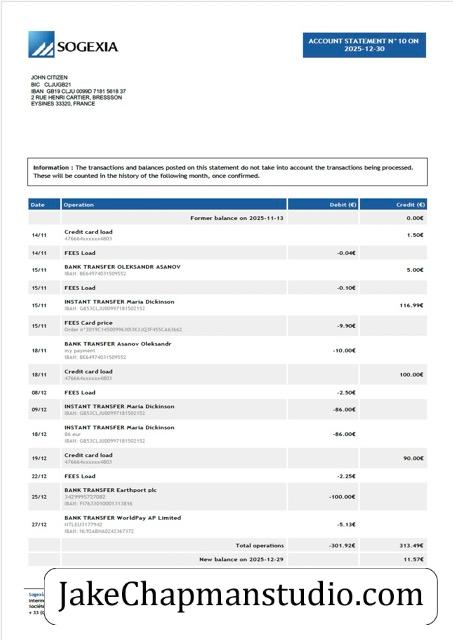 SOGEXIA
ACCOUNT STATEMENT N°10 ON
2025-12-30
JOHN CITIZEN
BIC CLJUGB21
IBAN GB19 CLJU 0099D 7181 5618 37
2 RUE HENRI CARTIER, BRESSSON
EYSINES 33320, FRANCE
Information : The transactions and balances posted on this statement do not take into account the transactions being processed.
These will be counted in the history of the following month, once confirmed.
Date Operation Debit (€) Credit (€)
Former balance on 2025-11-13 0.00€
14/11 Credit card load 1.50€
476664xxxxxx4803
14/11 FEES Load -0.04€
15/11 BANK TRANSFER OLEKSANDR ASANOV 5.00€
IBAN: BE64974031509552
15/11 FEES Load -0.10€
15/11 INSTANT TRANSFER Maria Dickinson 116.99€
IBAN: GB53CLJU00997181502152
15/11 FEES Card price -9.90€
18/11 BANK TRANSFER Asanov Oleksandr -10.00€
my payment
IBAN: BE64974031509552
18/11 Credit card load 100.00€
476664xxxxxx4803
08/12 FEES Load -2.50€
09/12 INSTANT TRANSFER Maria Dickinson -86.00€
IBAN: GB53CLJU00997181502152
18/12 INSTANT TRANSFER Maria Dickinson -86.00€
86 eur
IBAN: GB53CLJU00997181502152
19/12 Credit card load 90.00€
476664xxxxxx4803
22/12 FEES Load -2.25€
25/12 BANK TRANSFER Earthport plc -100.00€
3429995727082
27/12 BANK TRANSFER WorldPay AP Limited -5.13€
Total operations -301.92€ 313.49€
New balance on 2025-12-29 11.57€
JakeChapmanstudio.com